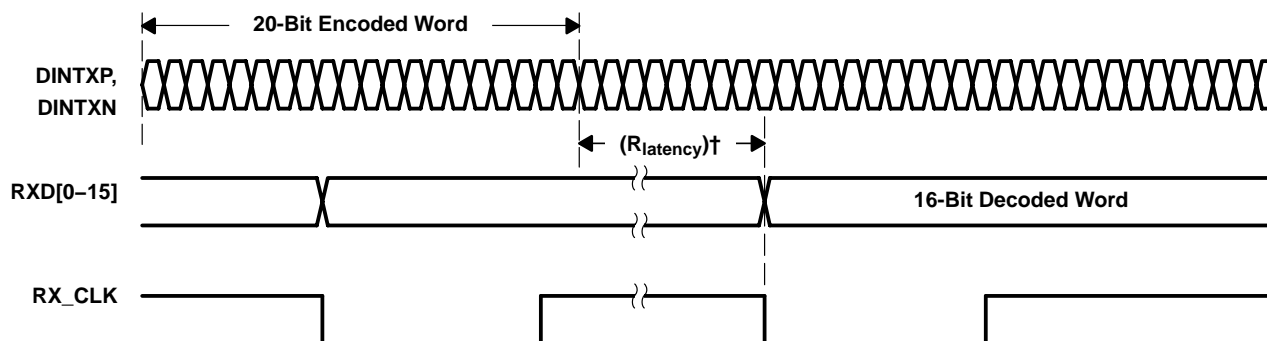 20-Bit Encoded Word
DINTXP,
DINTXN
(Rlatency)†
RXD[0–15]
16-Bit Decoded Word
RX_CLK